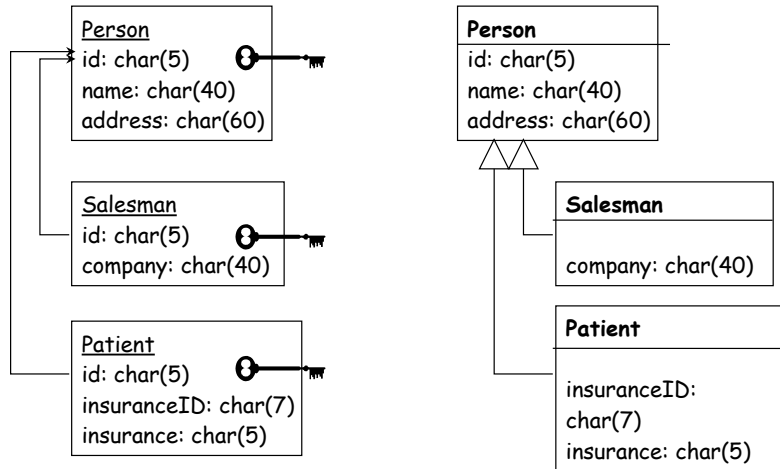 Person
id: char(5)
name: char(40)
address: char(60)
Salesman
id: char(5)
company: char(40)
Patient
id: char(5)
insuranceID: char(7)
insurance: char(5)
Person
id: char(5)
name: char(40)
address: char(60)
Salesman
company: char(40)
Patient
insuranceID:
char(7)
insurance: char(5)